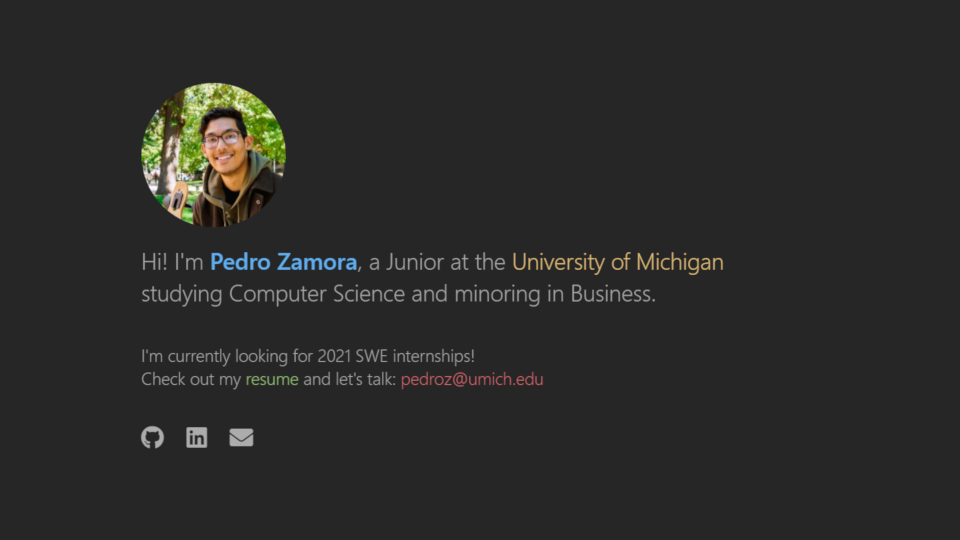 Hi! I'm Pedro Zamora, a Junior at the University of Michigan
studying Computer Science and minoring in Business.
I'm currently looking for 2021 SWE internships!
Check out my resume and let's talk: pedroz@umich.edu
in